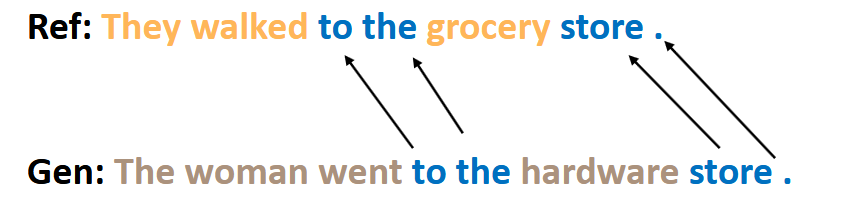 Ref: They walked to the grocery store .
Gen: The woman went to the hardware store .